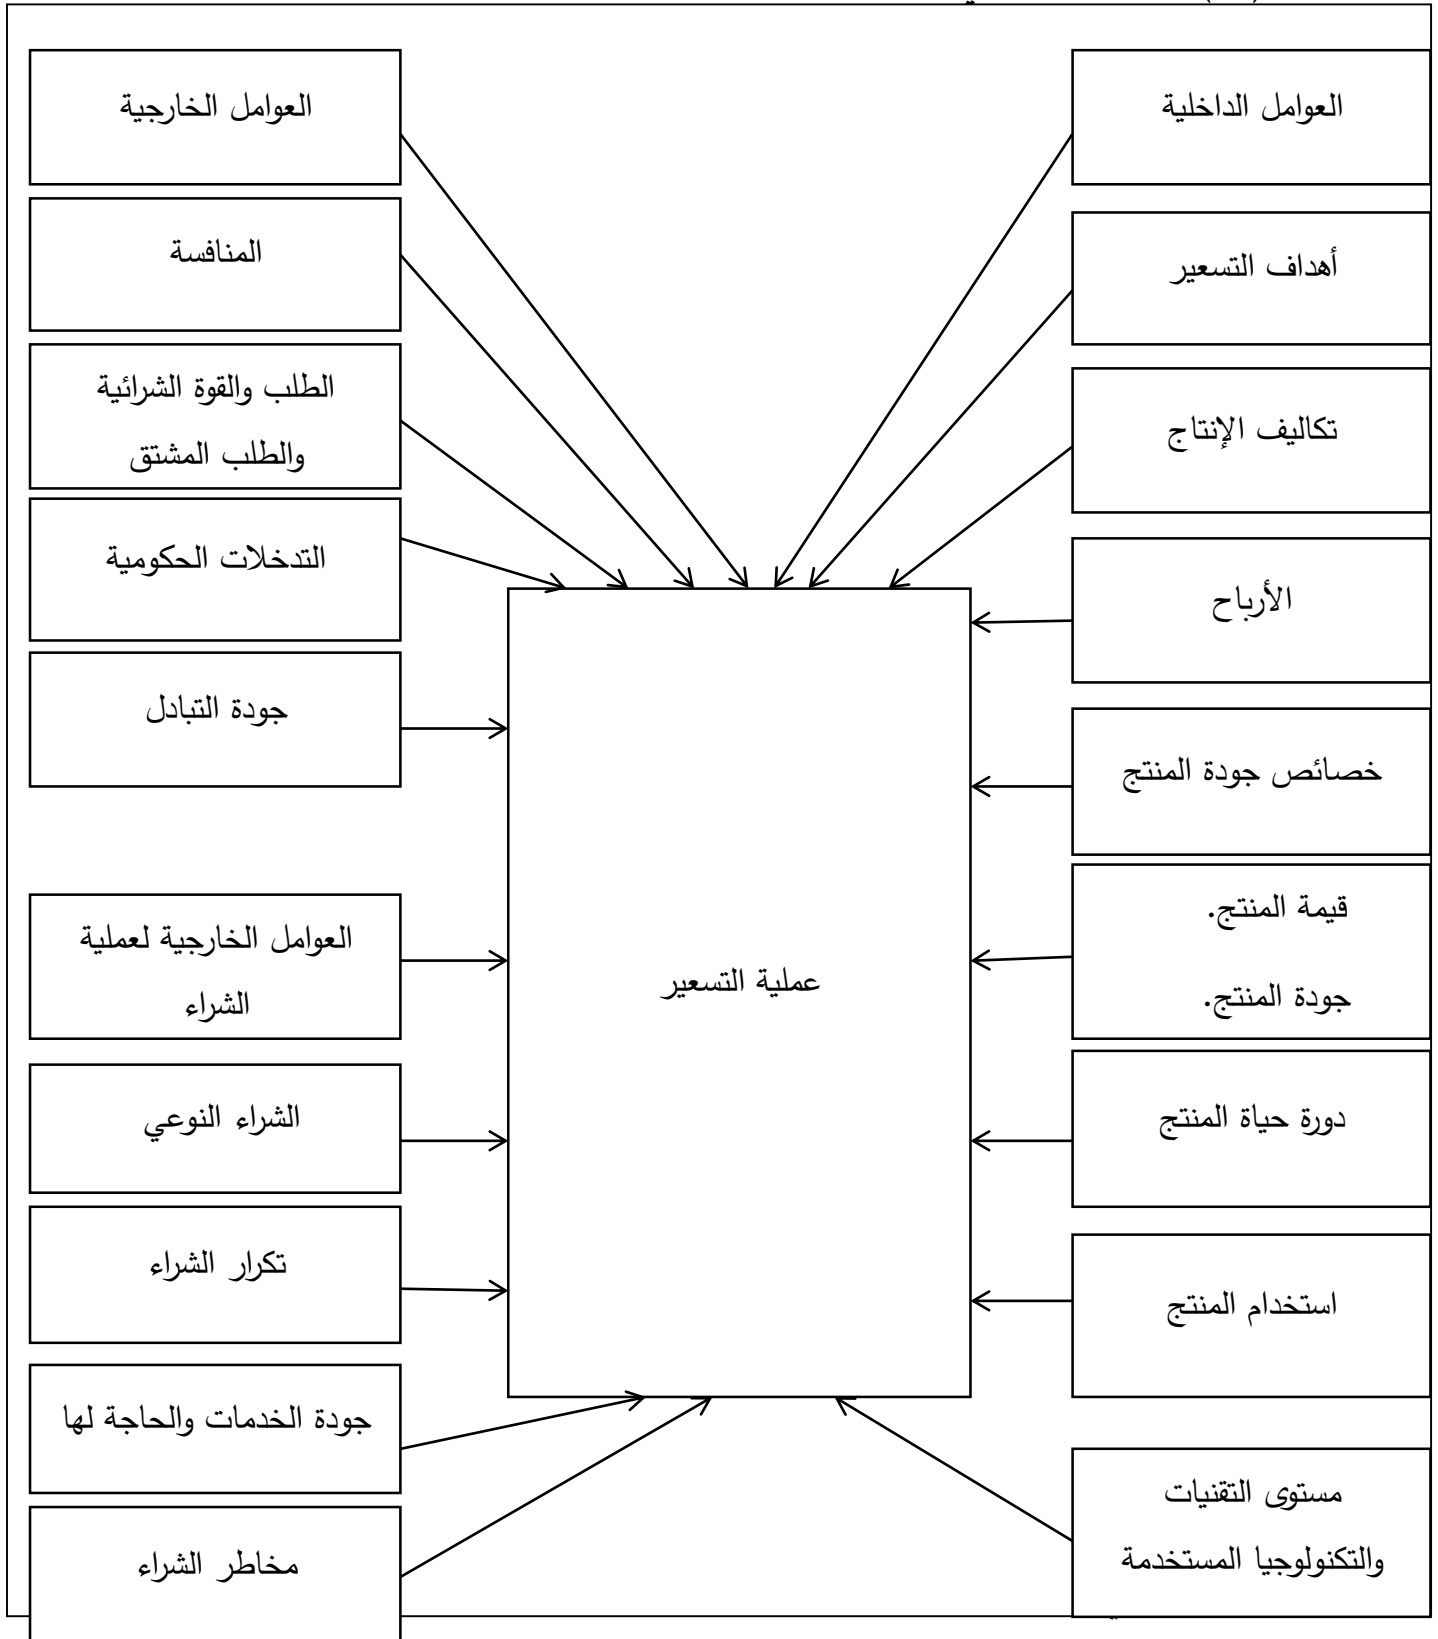 العوامل الداخلية
أهداف التسعير
تكاليف الإنتاج
الأرباح
خصائص جودة المنتج
قيمة المنتج.
جودة المنتج.
دورة حياة المنتج
استخدام المنتج
مستوى التقنيات
والتكنولوجيا المستخدمة
عملية التسعير
العوامل الخارجية
المنافسة
الطلب والقوة الشرائية
والطلب المشتق
التدخلات الحكومية
جودة التبادل
العوامل الخارجية لعملية
الشراء
الشراء النوعي
تكرار الشراء
جودة الخدمات والحاجة لها
مخاطر الشراء